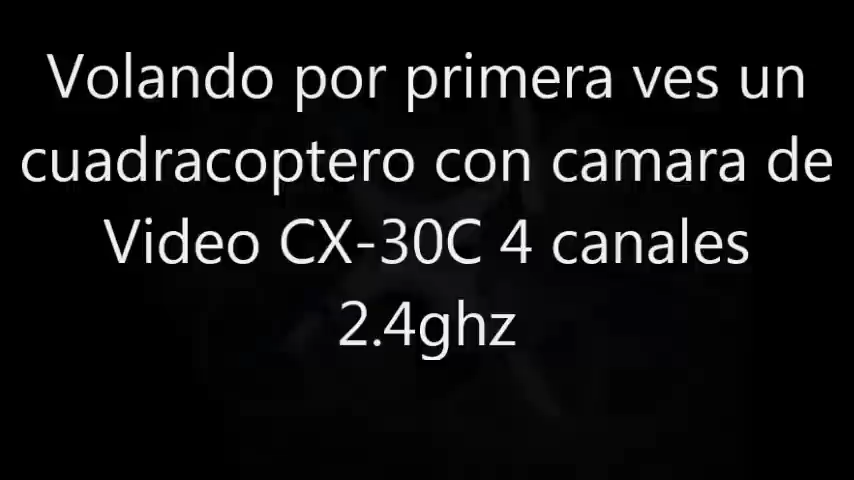 Volando por primera ves un
cuadracoptero con camara de
Video CX-30C 4 canales
2.4ghz